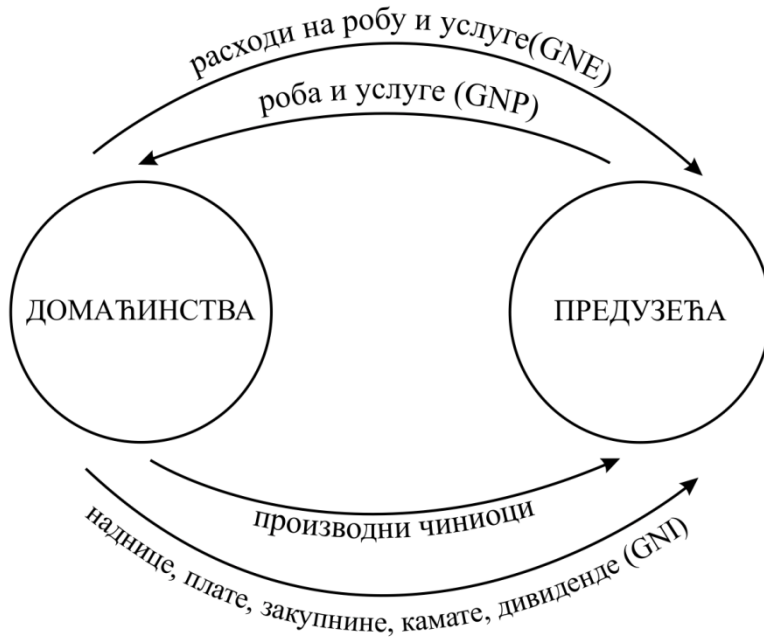 расходи на робу и услуге(GNE)
роба и услуге (GNP)
ДОМАЋИНСТВА
ПРЕДУЗЕЋА
производни чиниоци
наднице, плате, закупнине, камате, дивиденде (GNI)